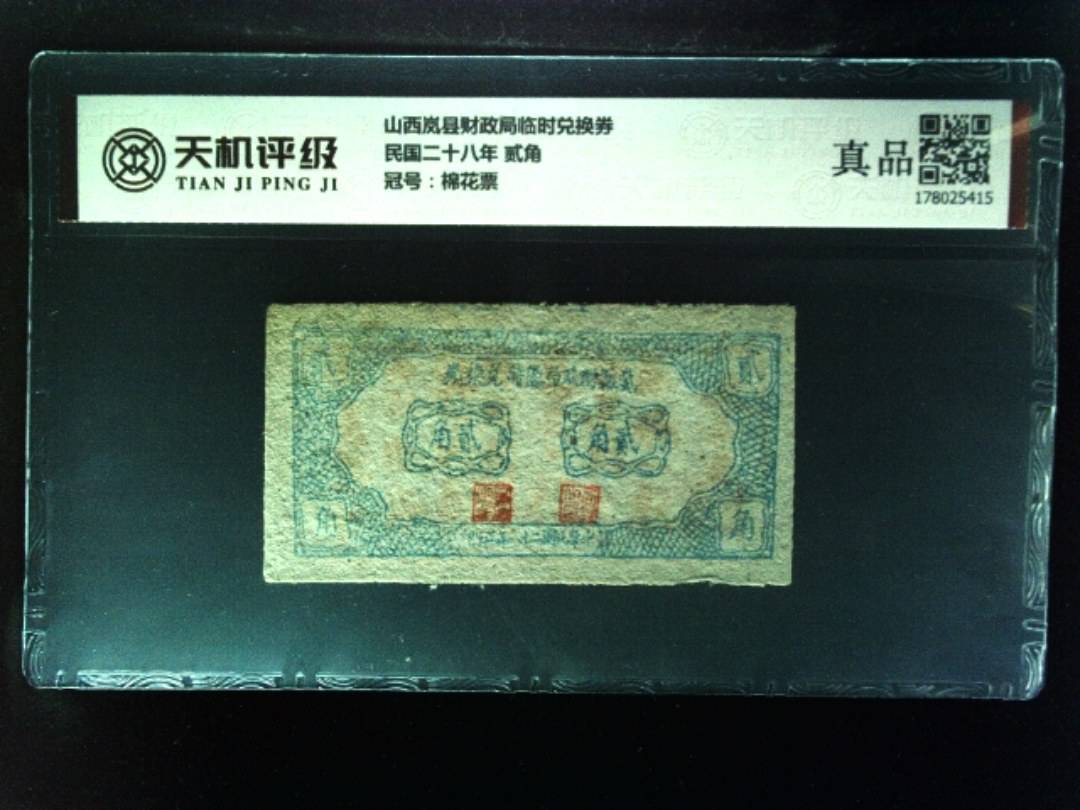 天机评级
TIAN JI PING JI
山西岚县财政局临时兑换券
民国二十八年 贰角
冠号：棉花票
真品
178025415
贰
贰
角贰
角贰
角
角